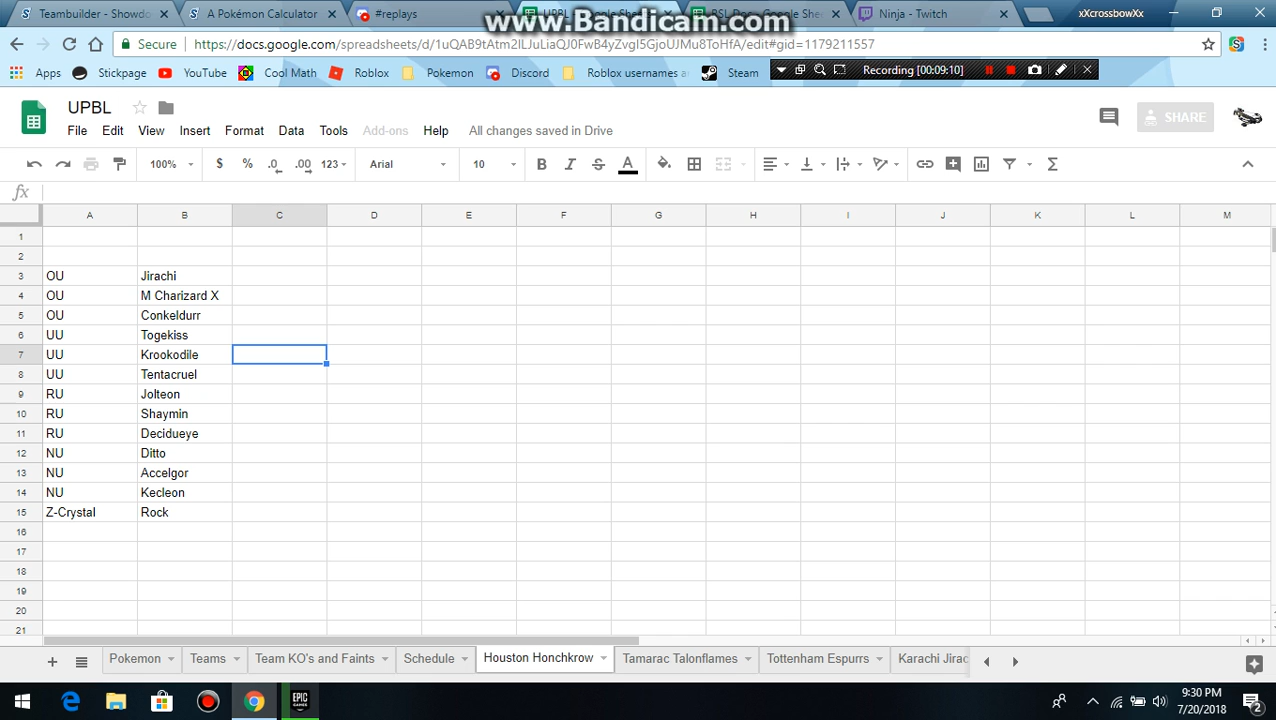 Teambuilder - Showdo
A Pokémon Calculator
#replays
www.Bandicam.com
Ninja - Twitch
xXcrossbowXx
Secure
https://docs.google.com/spreadsheets/d/1uQAB9tAtm2lLJuLiaQJ0FwB4yZvgI5GjoUJMu8ToHfA/edit#gid=1179211557
Apps
Slickpage
YouTube
Cool Math
Roblox
Pokemon
Discord
Roblox usernames a
Steam
Recording [00:09:10]
UPBL
File Edit View Insert Format Data Tools Add-ons Help All changes saved in Drive
SHARE
100% $ % .0 .00 123 Arial 10 B I S A
fx
A B C D E F G H I J K L M
1
2
3 OU Jirachi
4 OU M Charizard X
5 OU Conkeldurr
6 UU Togekiss
7 UU Krookodile
8 UU Tentacruel
9 RU Jolteon
10 RU Shaymin
11 RU Decidueye
12 NU Ditto
13 NU Accelgor
14 NU Kecleon
15 Z-Crystal Rock
16
17
18
19
20
21
Pokemon Teams Team KO's and Faints Schedule Houston Honchkrow Tamarac Talonflames Tottenham Espurrs Karachi Jirac
EPIC GAMES
9:30 PM
7/20/2018
2